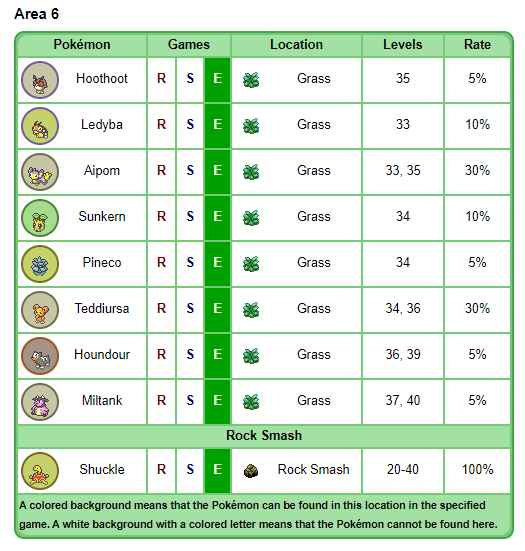 Area 6
Pokémon Games Location Levels Rate
Hoothoot R S E Grass 35 5%
Ledyba R S E Grass 33 10%
Aipom R S E Grass 33, 35 30%
Sunkern R S E Grass 34 10%
Pineco R S E Grass 34 5%
Teddiursa R S E Grass 34, 36 30%
Houndour R S E Grass 36, 39 5%
Miltank R S E Grass 37, 40 5%
Rock Smash
Shuckle R S E Rock Smash 20-40 100%
A colored background means that the Pokémon can be found in this location in the specified
game. A white background with a colored letter means that the Pokémon cannot be found here.